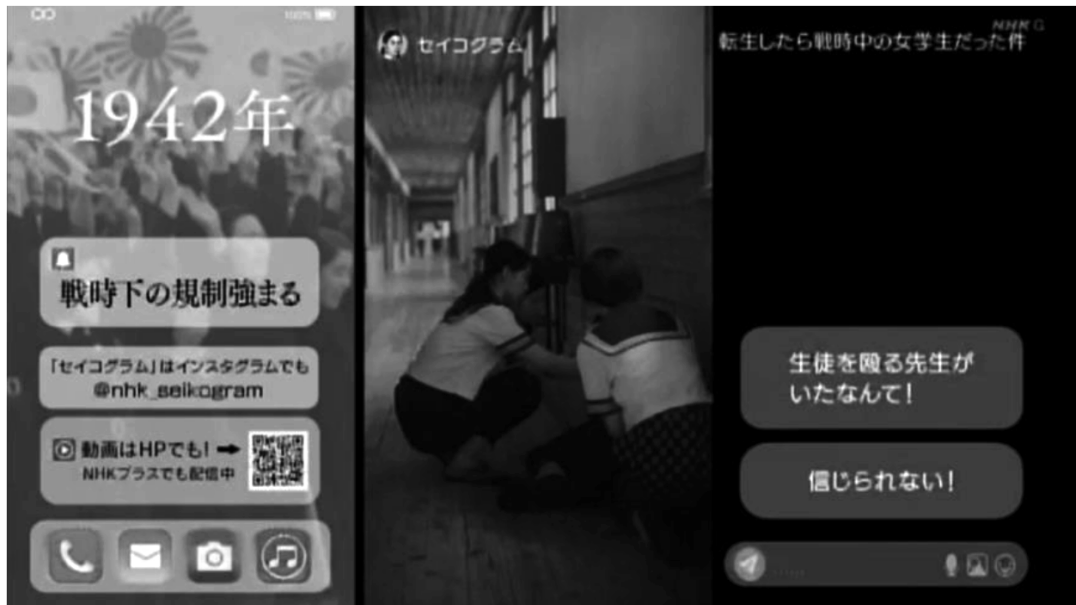 100%
1942年
戦時下の規制強まる
「セイコグラム」はインスタグラムでも
@nhk_seikogram
動画はHPでも! ➡
NHKプラスでも配信中
セイコグラム
NHK G
転生したら戦時中の女学生だった件
生徒を殴る先生が
いたなんて!
信じられない!
......